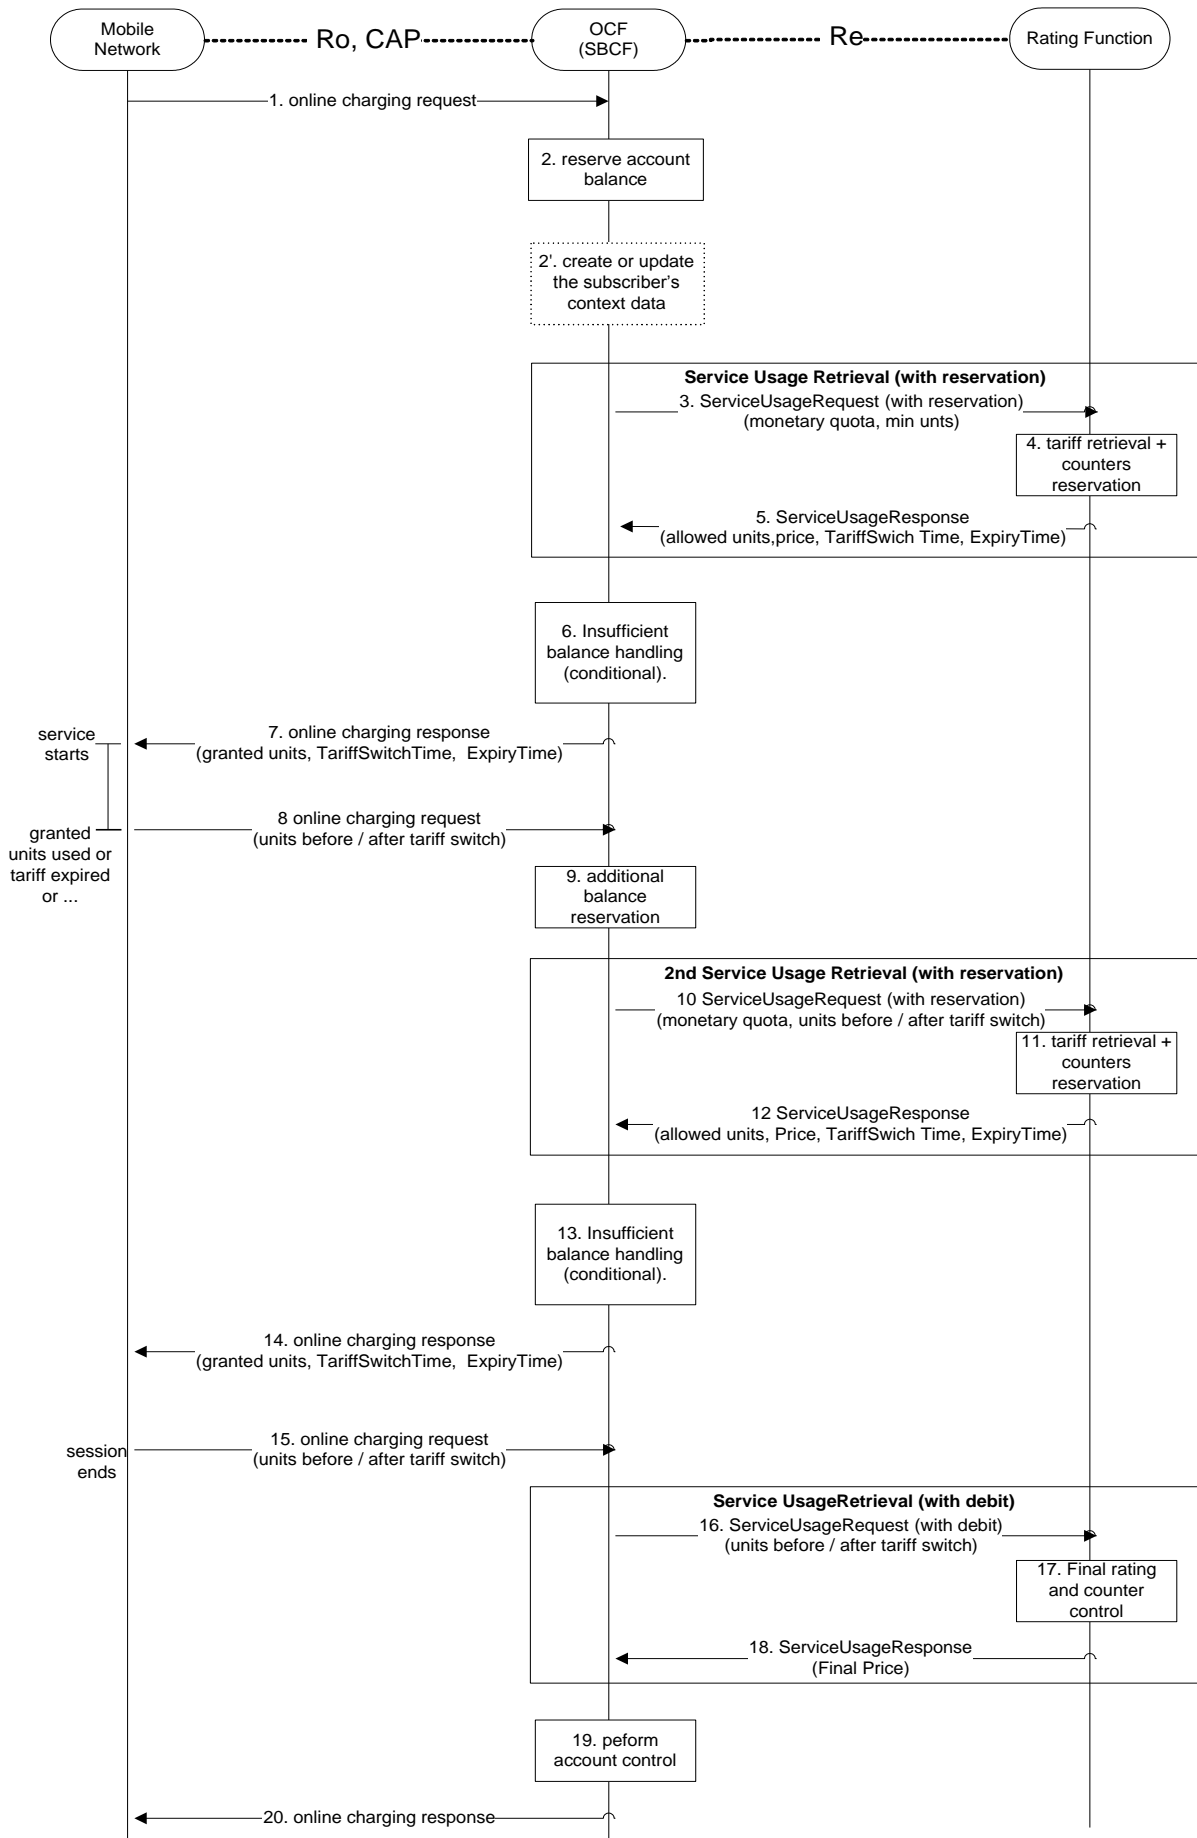 Mobile
Network
Ro, CAP
OCF
(SBCF)
Re
Rating Function
1. online charging request
2. reserve account
balance
2'. create or update
the subscriber's
context data
Service Usage Retrieval (with reservation)
3. ServiceUsageRequest (with reservation)
(monetary quota, min unts)
4. tariff retrieval +
counters
reservation
5. ServiceUsageResponse
(allowed units,price, TariffSwich Time, ExpiryTime)
6. Insufficient
balance handling
(conditional).
service
starts
7. online charging response
(granted units, TariffSwitchTime, ExpiryTime)
granted
units used or
tariff expired
or ...
8 online charging request
(units before / after tariff switch)
9. additional
balance
reservation
2nd Service Usage Retrieval (with reservation)
10 ServiceUsageRequest (with reservation)
(monetary quota, units before / after tariff switch)
11. tariff retrieval +
counters
reservation
12 ServiceUsageResponse
(allowed units, Price, TariffSwich Time, ExpiryTime)
13. Insufficient
balance handling
(conditional).
14. online charging response
(granted units, TariffSwitchTime, ExpiryTime)
session
ends
15. online charging request
(units before / after tariff switch)
Service UsageRetrieval (with debit)
16. ServiceUsageRequest (with debit)
(units before / after tariff switch)
17. Final rating
and counter
control
18. ServiceUsageResponse
(Final Price)
19. peform
account control
20. online charging response